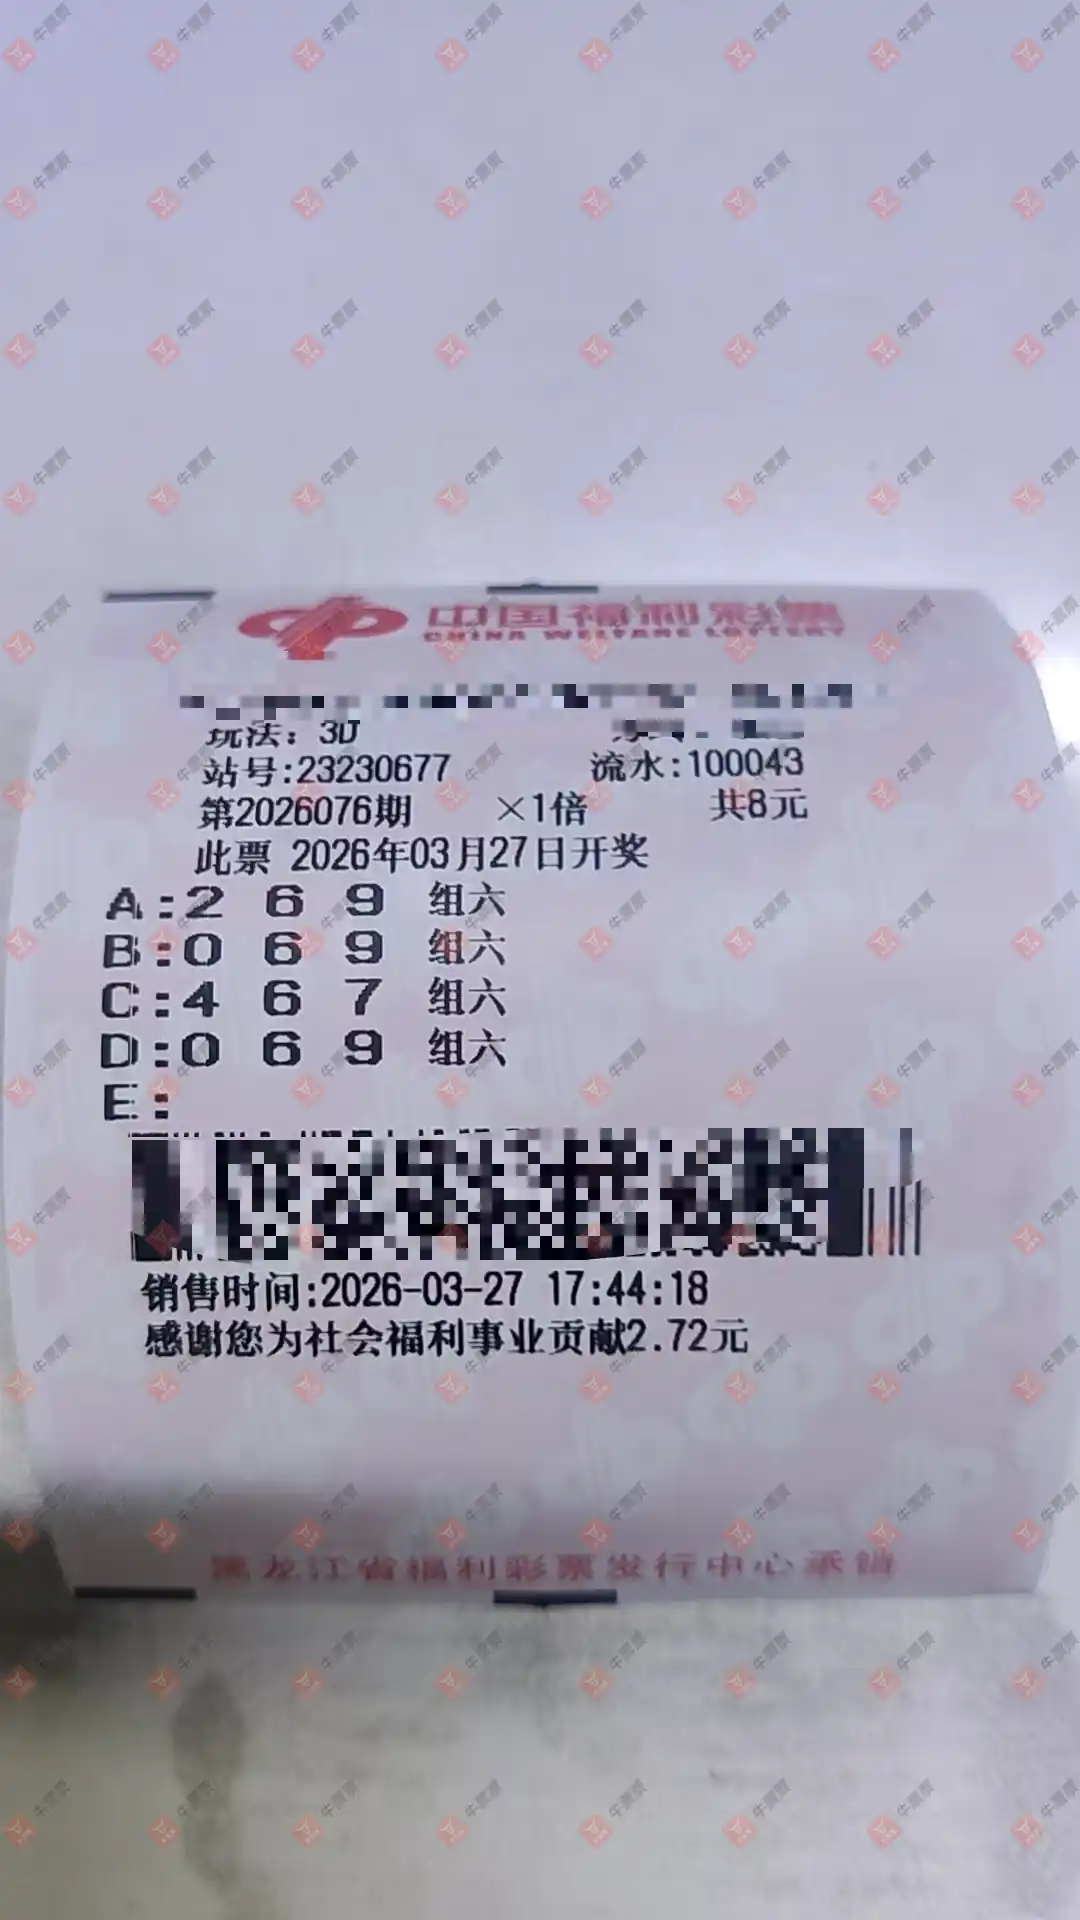 中国福利彩票
CHINA WELFARE LOTTERY
玩法：3D
站号:23230677 流水:100043
第2026076期 ×1倍 共8元
此票 2026年03月27日开奖
A:2 6 9 组六
B:0 6 9 组六
C:4 6 7 组六
D:0 6 9 组六
E:
销售时间:2026-03-27 17:44:18
感谢您为社会福利事业贡献2.72元
黑龙江省福利彩票发行中心承销
牛票票